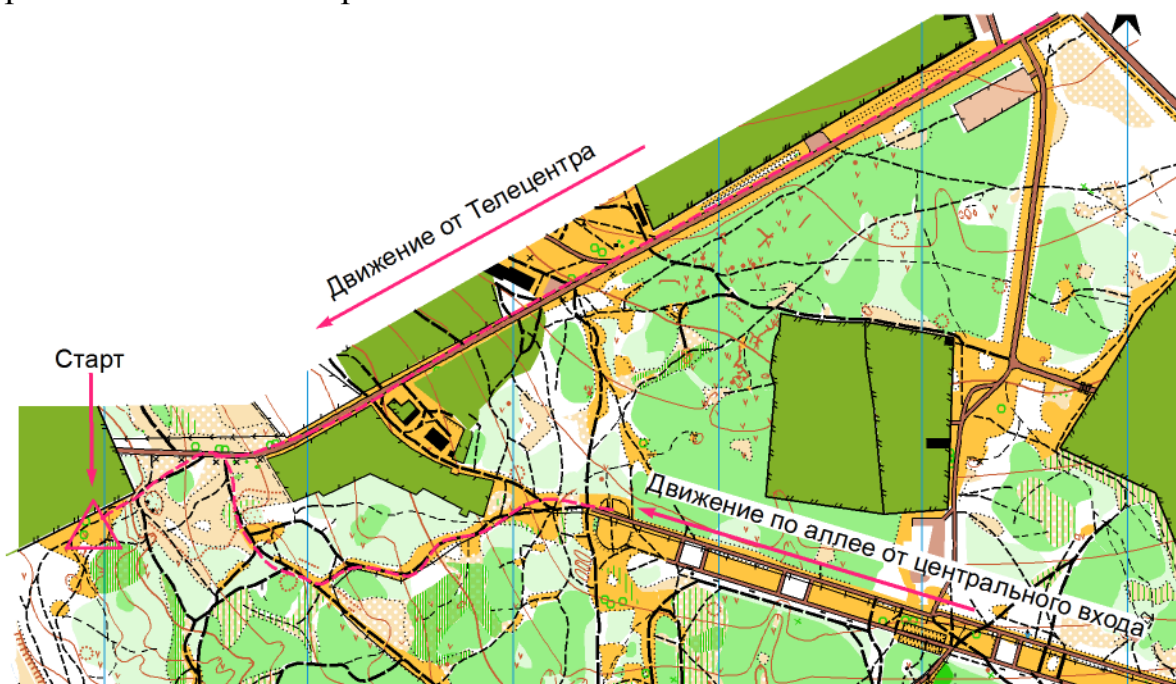 Движение от Телецентра
Старт
Движение по аллее от центрального входа